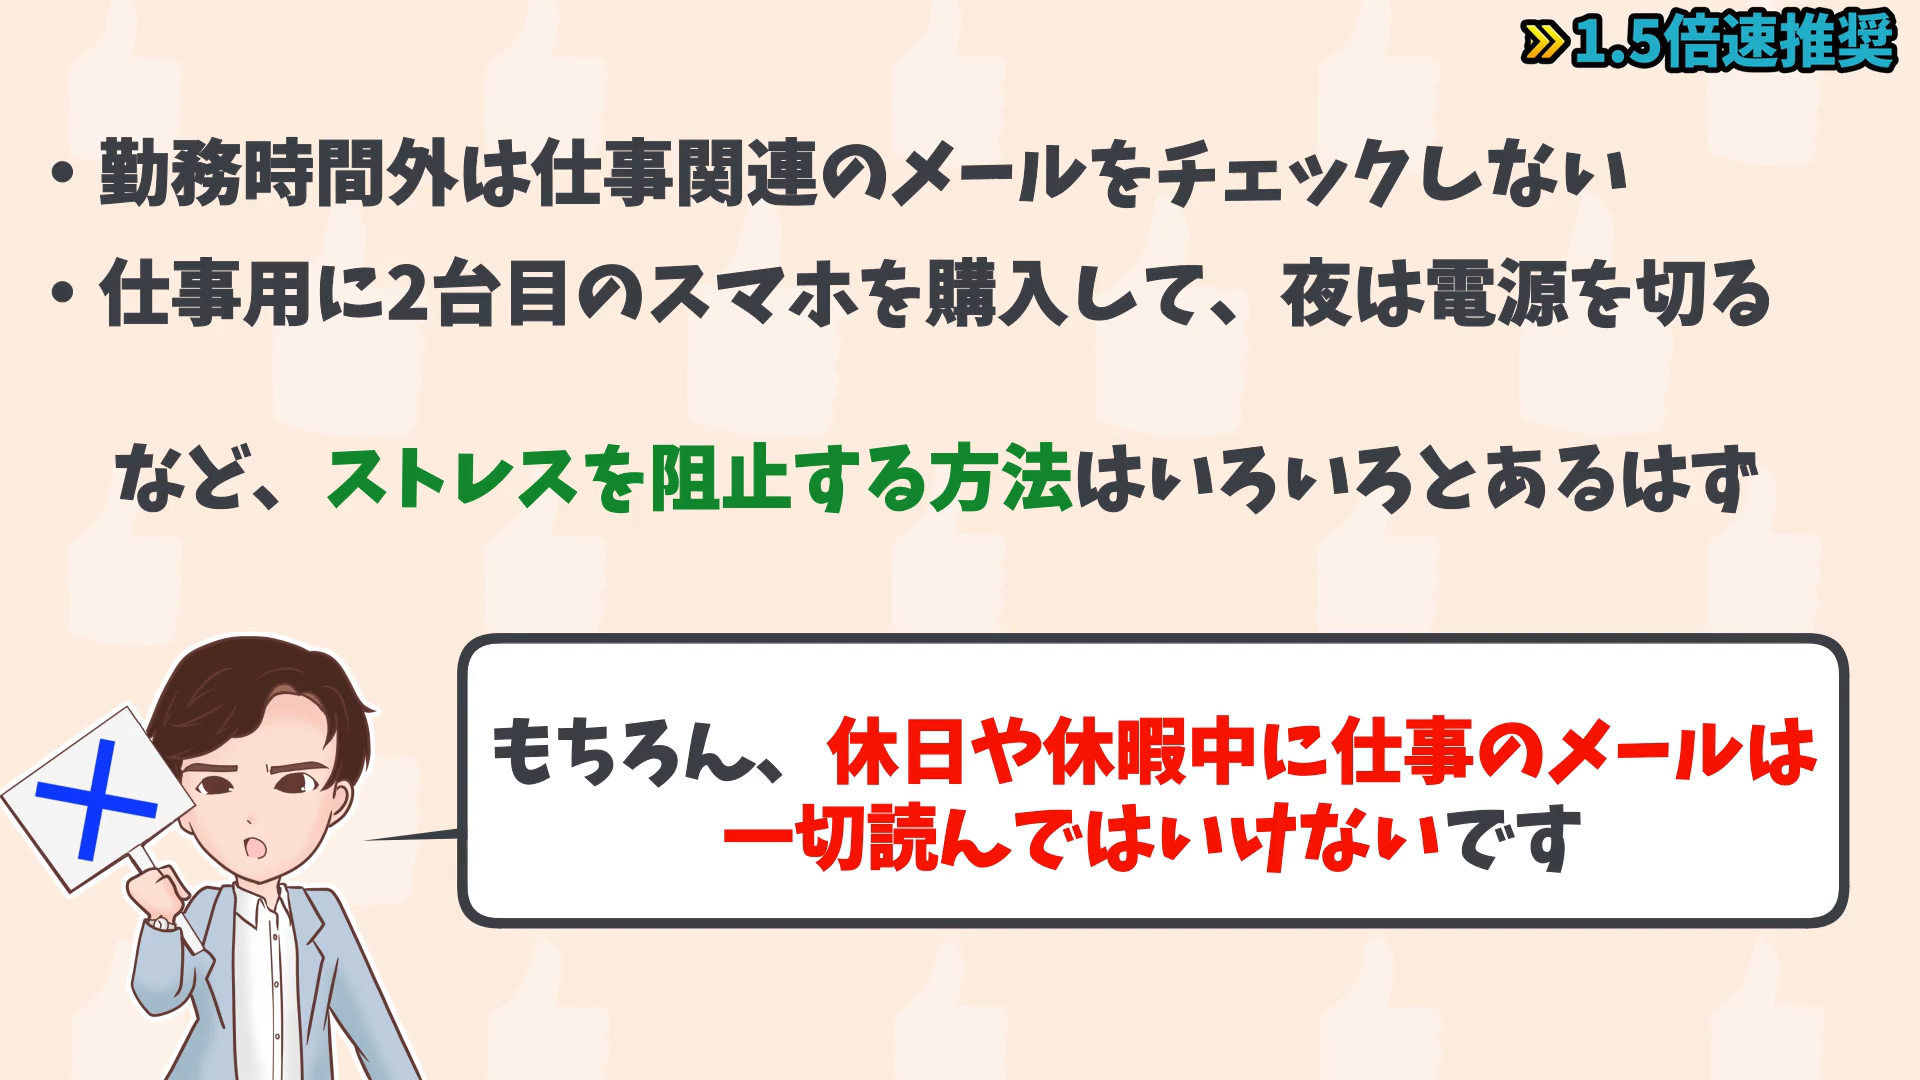 1.5倍速推奨
・勤務時間外は仕事関連のメールをチェックしない
・仕事用に2台目のスマホを購入して、夜は電源を切る
など、ストレスを阻止する方法はいろいろとあるはず
もちろん、休日や休暇中に仕事のメールは
一切読んではいけないです